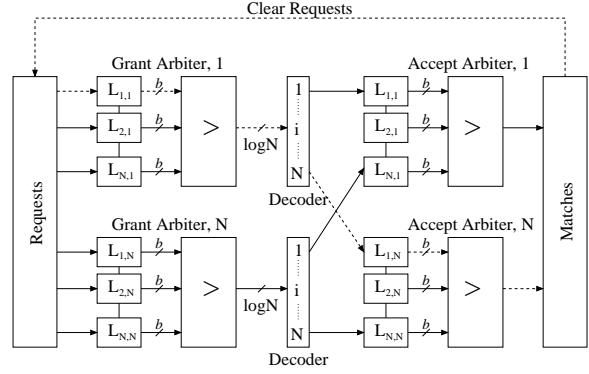 Clear Requests
Grant Arbiter, 1
Accept Arbiter, 1
Requests
L1,1 b
L2,1 b
LN,1 b
>
logN
1
i
N
Decoder
L1,1 b
L2,1 b
LN,1 b
>
Matches
Grant Arbiter, N
Accept Arbiter, N
L1,N b
L2,N b
LN,N b
>
logN
1
i
N
Decoder
L1,N b
L2,N b
LN,N b
>